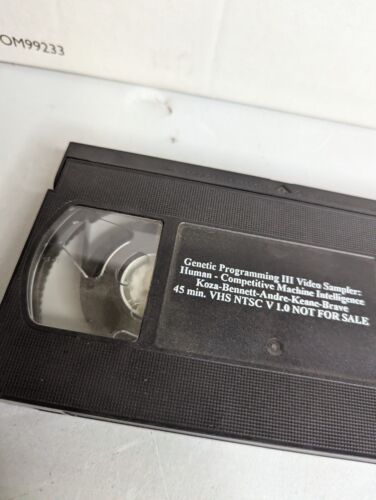 OM99233
Genetic Programming III Video Sampler:
Human - Competitive Machine Intelligence
Koza-Bennett-Andre-Keane-Brave
45 min. VHS NTSC V 1.0 NOT FOR SALE